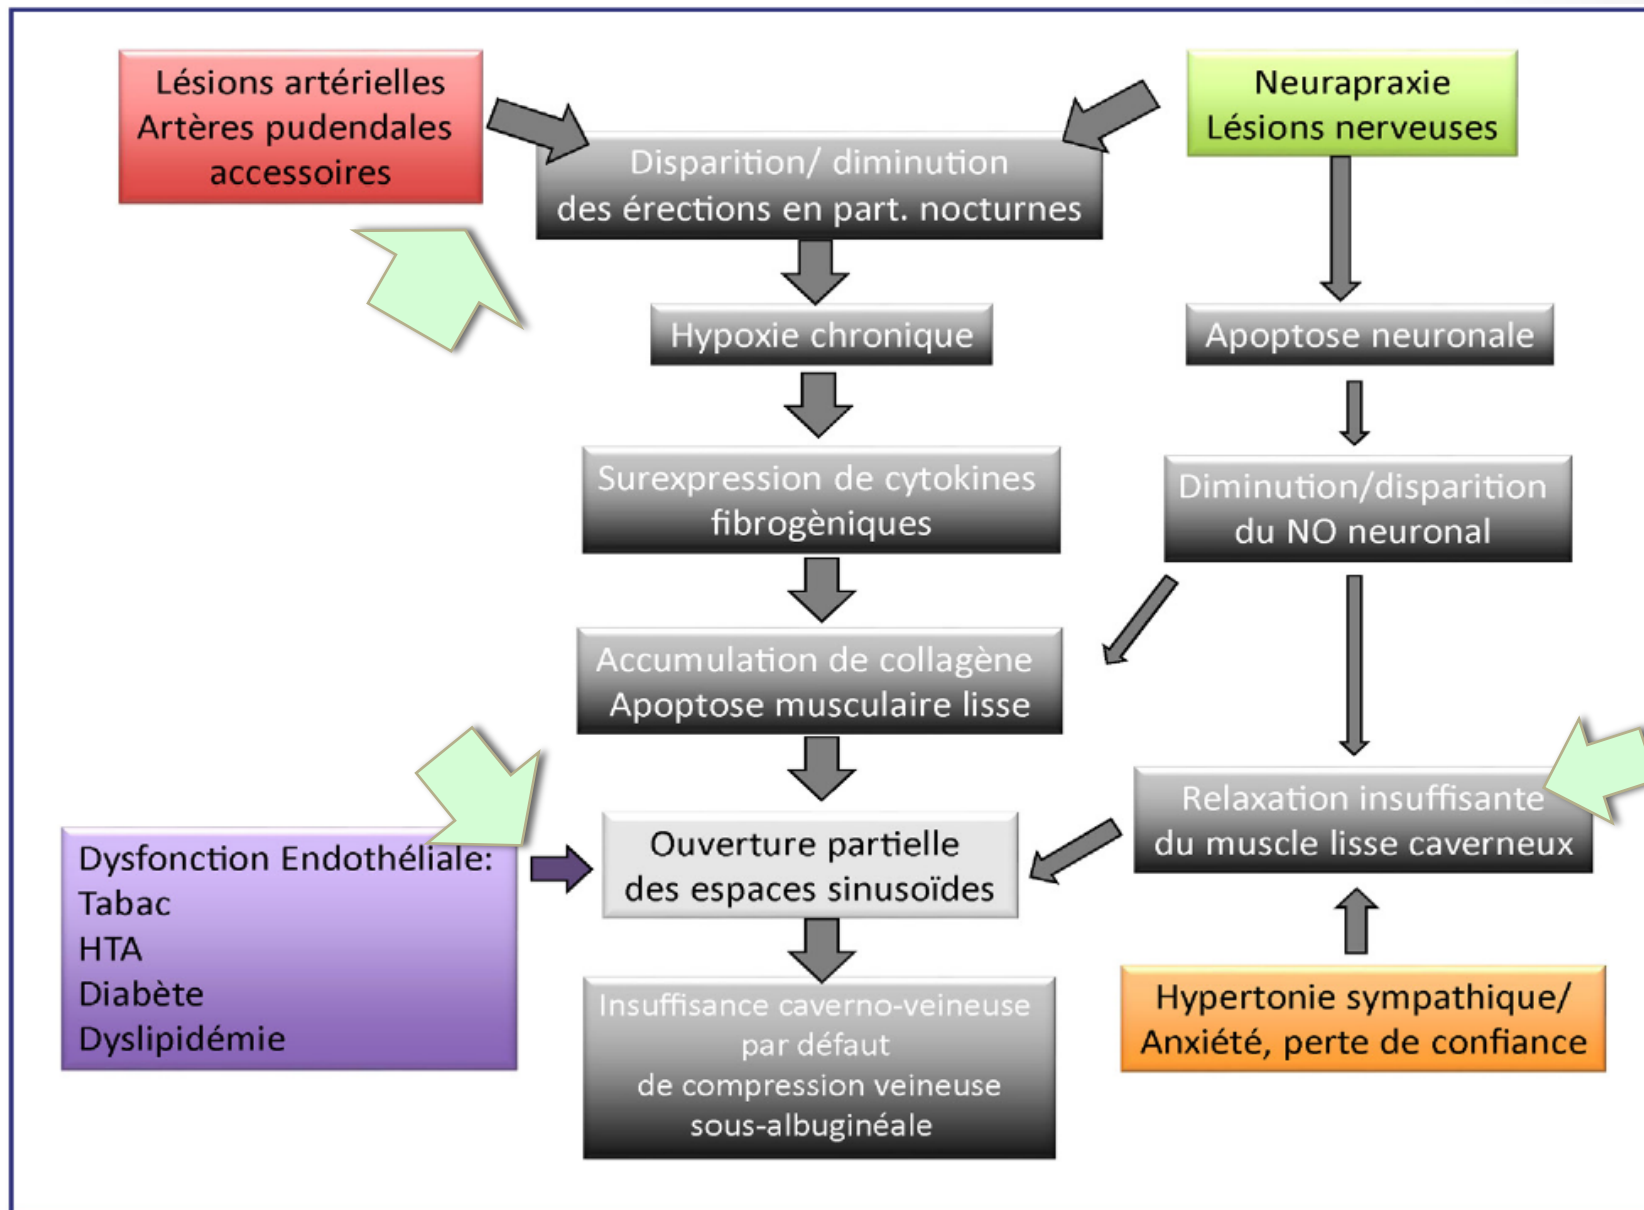 Lésions artérielles
Artères pudendales
accessoires
Neurapraxie
Lésions nerveuses
Disparition/ diminution
des érections en part. nocturnes
Hypoxie chronique
Apoptose neuronale
Surexpression de cytokines
fibrogèniques
Diminution/disparition
du NO neuronal
Accumulation de collagène
Apoptose musculaire lisse
Relaxation insuffisante
du muscle lisse caverneux
Ouverture partielle
des espaces sinusoïdes
Dysfonction Endothéliale:
Tabac
HTA
Diabète
Dyslipidémie
Insuffisance caverno-veineuse
par défaut
de compression veineuse
sous-albuginéale
Hypertonie sympathique/
Anxiété, perte de confiance